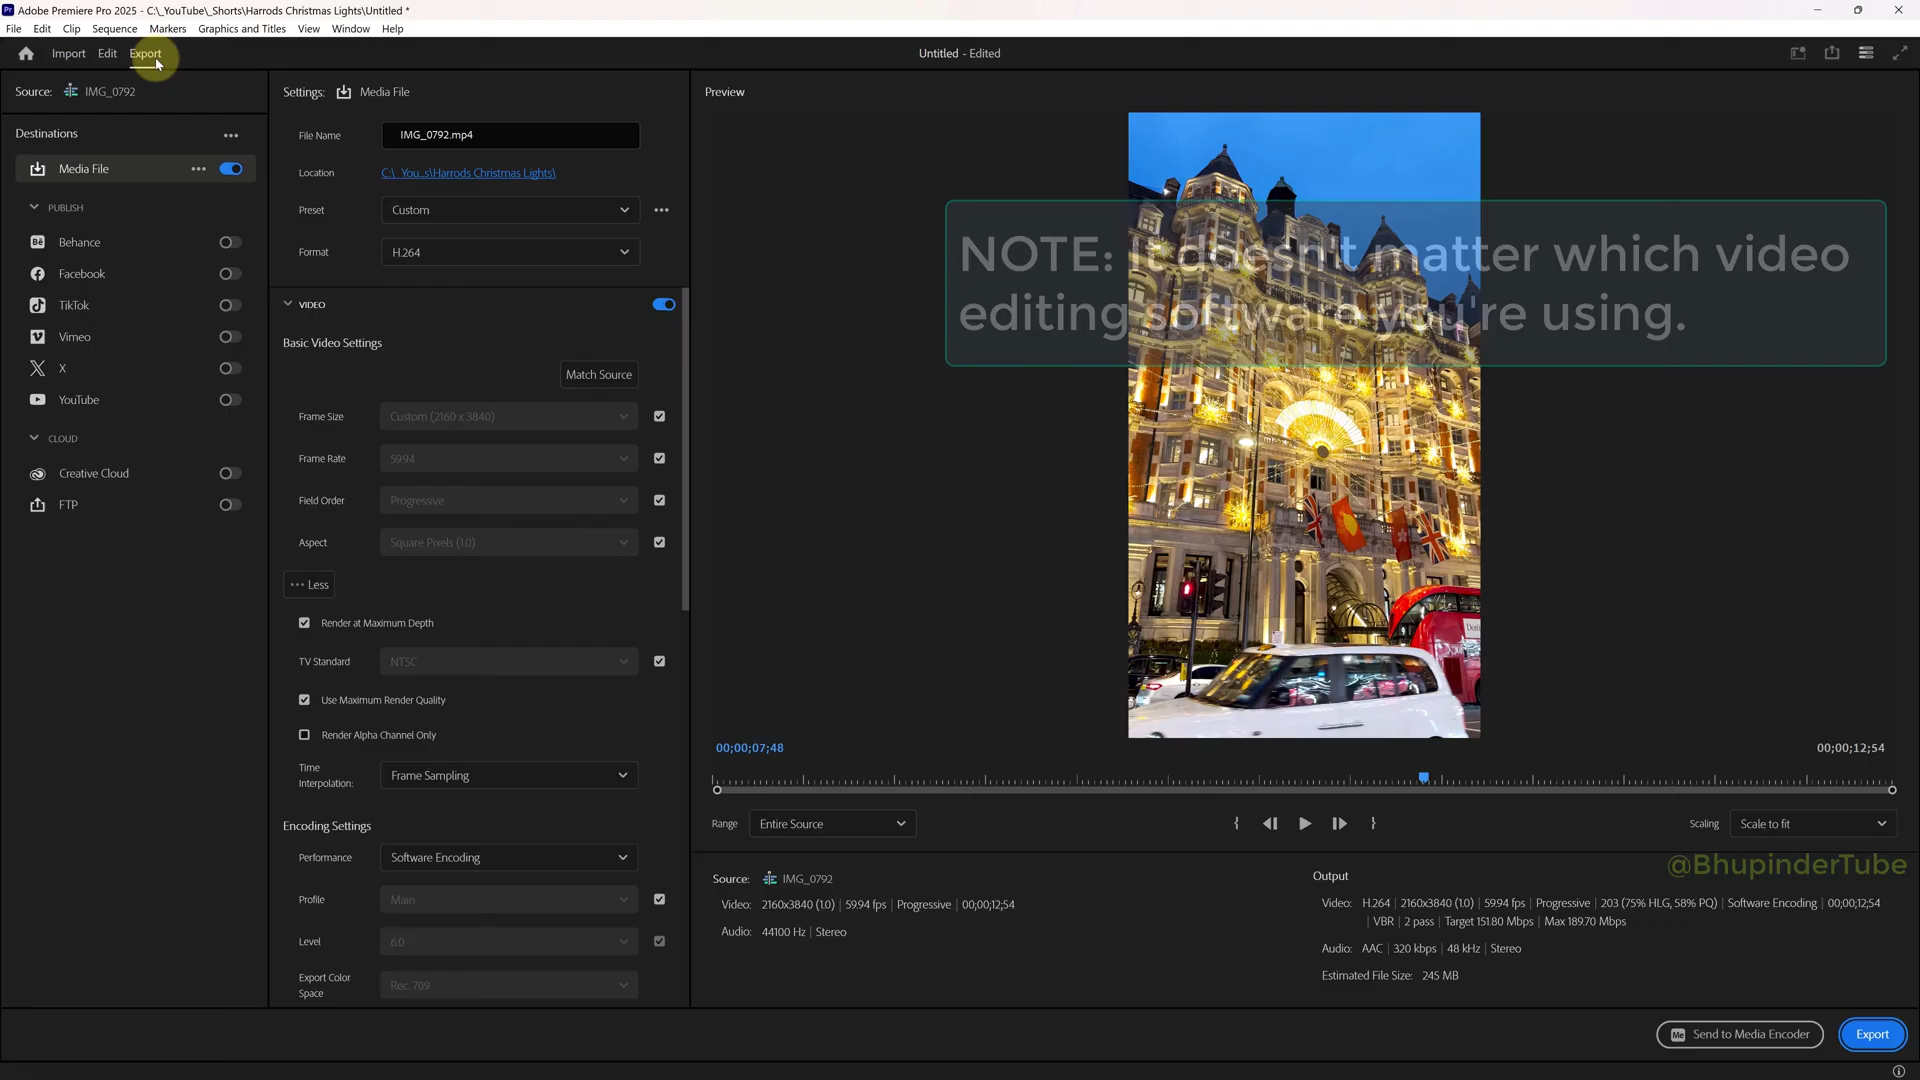 Adobe Premiere Pro 2025 - C:\_YouTube\_Shorts\Harrods Christmas Lights\Untitled *
File Edit Clip Sequence Markers Graphics and Titles View Window Help
Import Edit Export
Untitled - Edited
Source: IMG_0792
Destinations
Media File
PUBLISH
Behance
Facebook
TikTok
Vimeo
X
YouTube
CLOUD
Creative Cloud
FTP
Settings: Media File
File Name IMG_0792.mp4
Location C:\_You..s\Harrods Christmas Lights\
Preset Custom
Format H.264
VIDEO
Basic Video Settings
Match Source
Frame Size Custom (2160 x 3840)
Frame Rate 59.94
Field Order Progressive
Aspect Square Pixels (1.0)
Less
Render at Maximum Depth
TV Standard NTSC
Use Maximum Render Quality
Render Alpha Channel Only
Time
Interpolation: Frame Sampling
Encoding Settings
Performance Software Encoding
Profile Main
Level 6.0
Export Color
Space Rec. 709
Preview
NOTE: It doesn't matter which video
editing software you're using.
00;00;07;48
00;00;12;54
Range Entire Source
Scaling Scale to fit
@BhupinderTube
Source: IMG_0792
Video: 2160x3840 (1.0) | 59.94 fps | Progressive | 00;00;12;54
Audio: 44100 Hz | Stereo
Output
Video: H.264 | 2160x3840 (1.0) | 59.94 fps | Progressive | 203 (75% HLG, 58% PQ) | Software Encoding | 00;00;12;54
| VBR | 2 pass | Target 151.80 Mbps | Max 189.70 Mbps
Audio: AAC | 320 kbps | 48 kHz | Stereo
Estimated File Size: 245 MB
Me Send to Media Encoder
Export